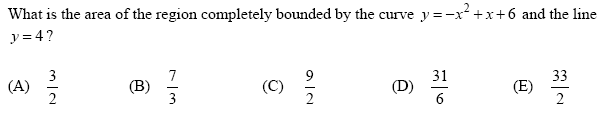 What is the area of the region completely bounded by the curve y = −x² + x + 6 and the line
y = 4?
(A) 3/2 (B) 7/3 (C) 9/2 (D) 31/6 (E) 33/2